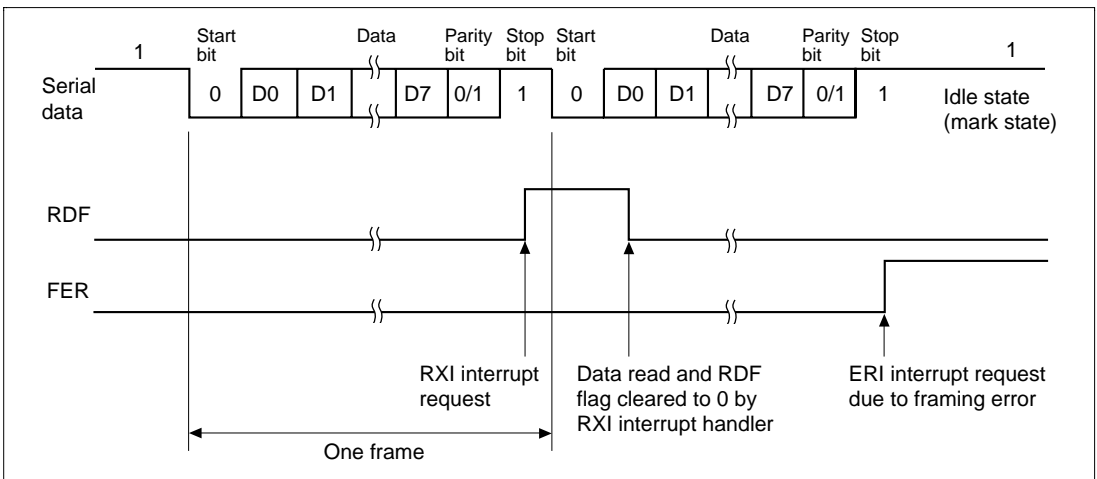 1
Start bit
Data
Parity bit
Stop bit
Start bit
Data
Parity bit
Stop bit
1
Serial data
0
D0
D1
D7
0/1
1
0
D0
D1
D7
0/1
1
Idle state
(mark state)
RDF
FER
RXI interrupt
request
Data read and RDF
flag cleared to 0 by
RXI interrupt handler
ERI interrupt request
due to framing error
One frame